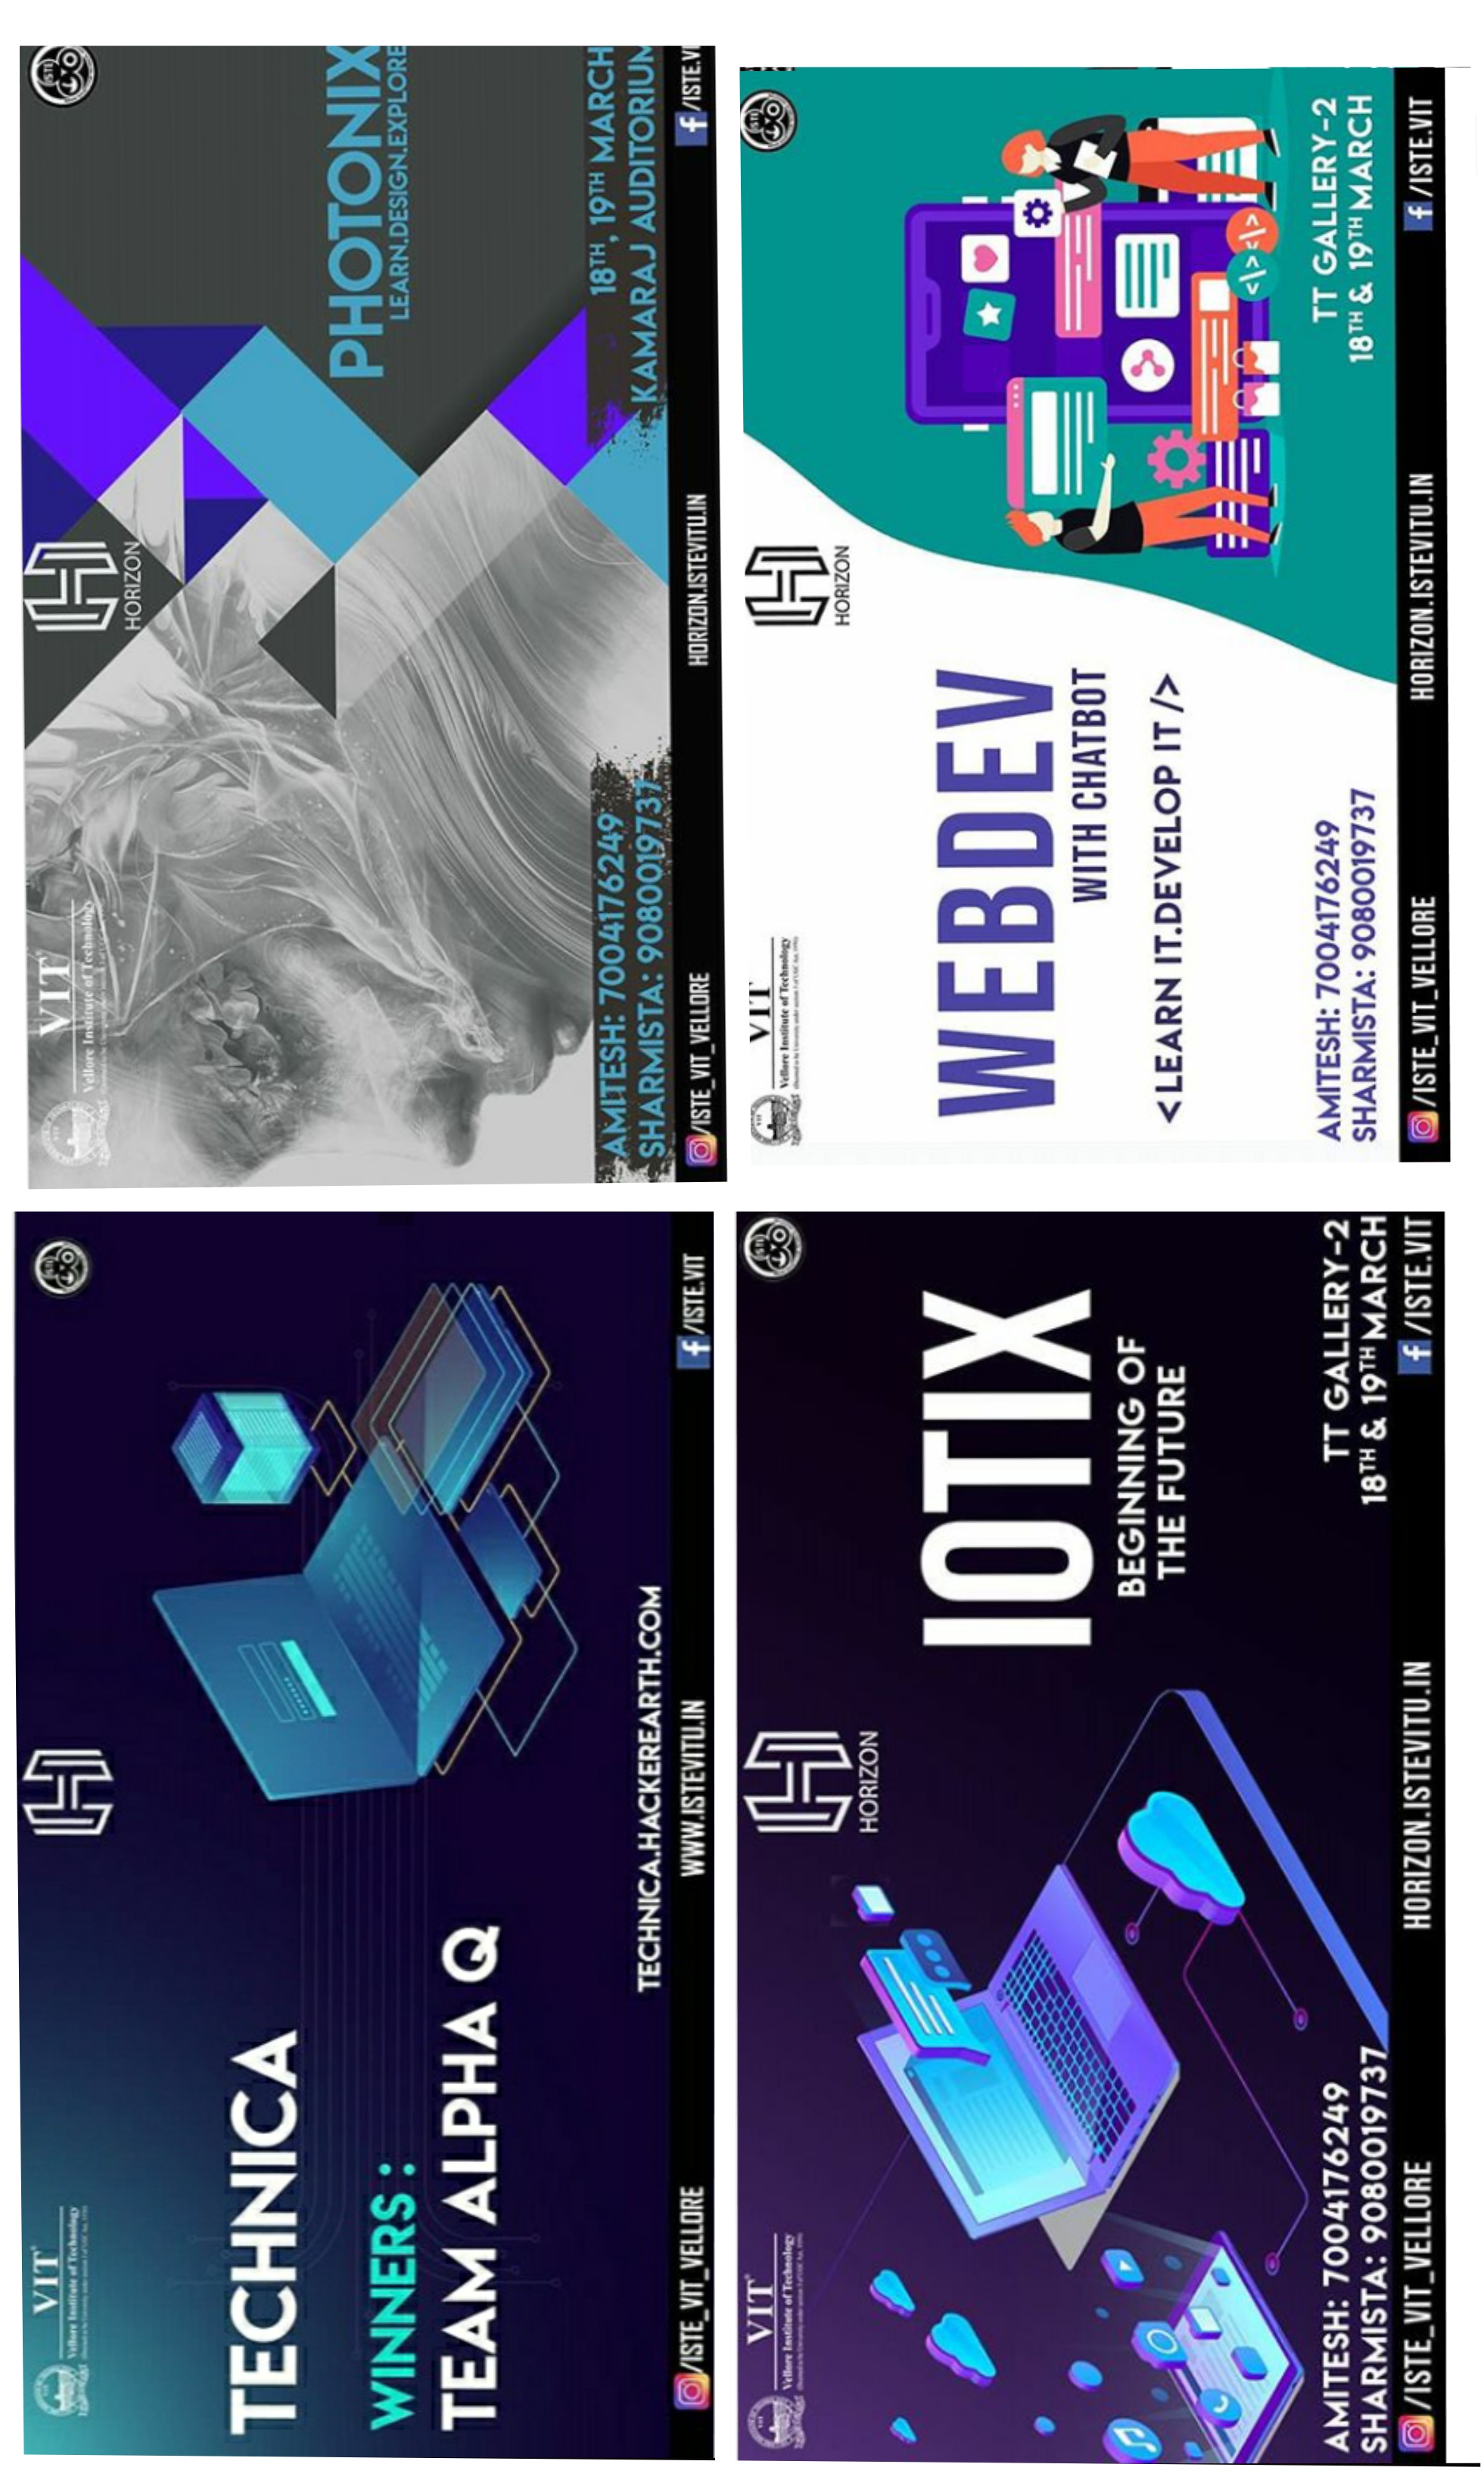 VIT
Vellore Institute of Technology
HORIZON
IOTIX
BEGINNING OF
THE FUTURE
AMITESH: 7004176249
SHARMISTA: 9080019737
TT GALLERY-2
18TH & 19TH MARCH
/ISTE_VIT_VELLORE
HORIZON.ISTEVITU.IN
/ISTE.VIT
VIT
Vellore Institute of Technology
TECHNICA
WINNERS :
TEAM ALPHA Q
TECHNICA.HACKEREARTH.COM
/ISTE_VIT_VELLORE
WWW.ISTEVITU.IN
/ISTE.VIT
VIT
Vellore Institute of Technology
HORIZON
WEBDEV
WITH CHATBOT
<LEARN IT.DEVELOP IT />
AMITESH: 7004176249
SHARMISTA: 9080019737
TT GALLERY-2
18TH & 19TH MARCH
/ISTE_VIT_VELLORE
HORIZON.ISTEVITU.IN
/ISTE.VIT
VIT
Vellore Institute of Technology
HORIZON
PHOTONIX
LEARN.DESIGN.EXPLORE
AMITESH: 7004176249
SHARMISTA: 9080019737
18TH, 19TH MARCH
KAMARAJ AUDITORIUM
/ISTE_VIT_VELLORE
HORIZON.ISTEVITU.IN
/ISTE.VI